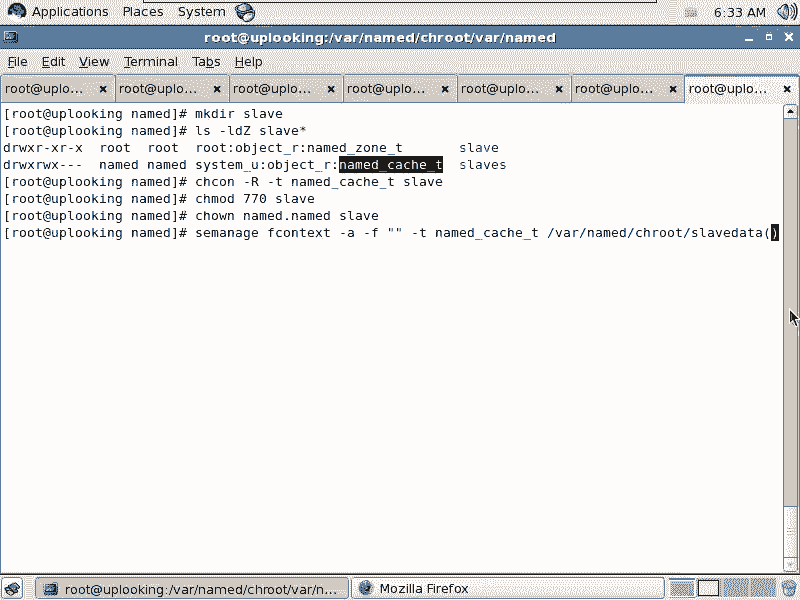 Applications Places System 6:33 AM
root@uplooking:/var/named/chroot/var/named
File Edit View Terminal Tabs Help
root@uplo... root@uplo... root@uplo... root@uplo... root@uplo... root@uplo... root@uplo...
[root@uplooking named]# mkdir slave
[root@uplooking named]# ls -ldZ slave*
drwxr-xr-x root root root:object_r:named_zone_t slave
drwxrwx--- named named system_u:object_r:named_cache_t slaves
[root@uplooking named]# chcon -R -t named_cache_t slave
[root@uplooking named]# chmod 770 slave
[root@uplooking named]# chown named.named slave
[root@uplooking named]# semanage fcontext -a -f "" -t named_cache_t /var/named/chroot/slavedata()
root@uplooking:/var/named/chroot/var/n... Mozilla Firefox